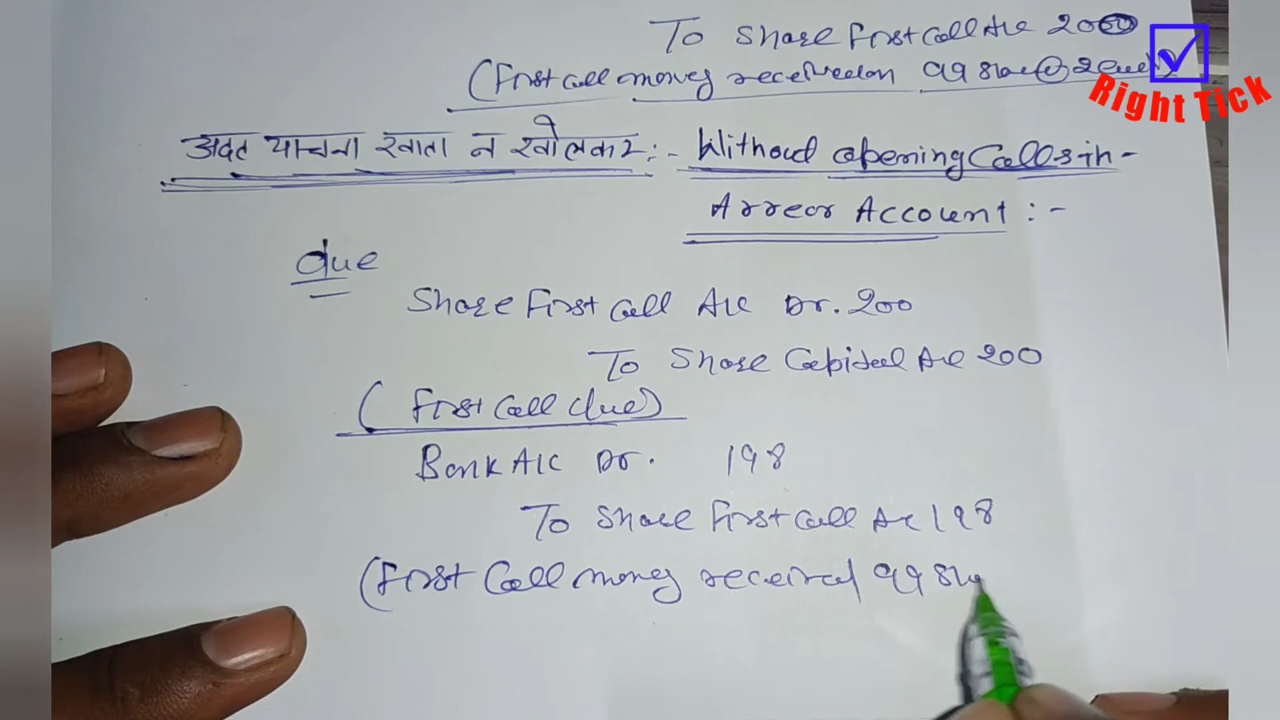 To Share First Call A/c 200
(First call money received on 99 Share @ 2 each)
Right Tick
अदत्त याचना खाता न खोलकर :- Without opening Calls in -
Arrear Account :-
due
Share First Call A/c Dr. 200
To Share Capital A/c 200
(First Call due)
Bank A/C Dr. 198
To Share First Call A/c 198
(First Call money received 99 Sha